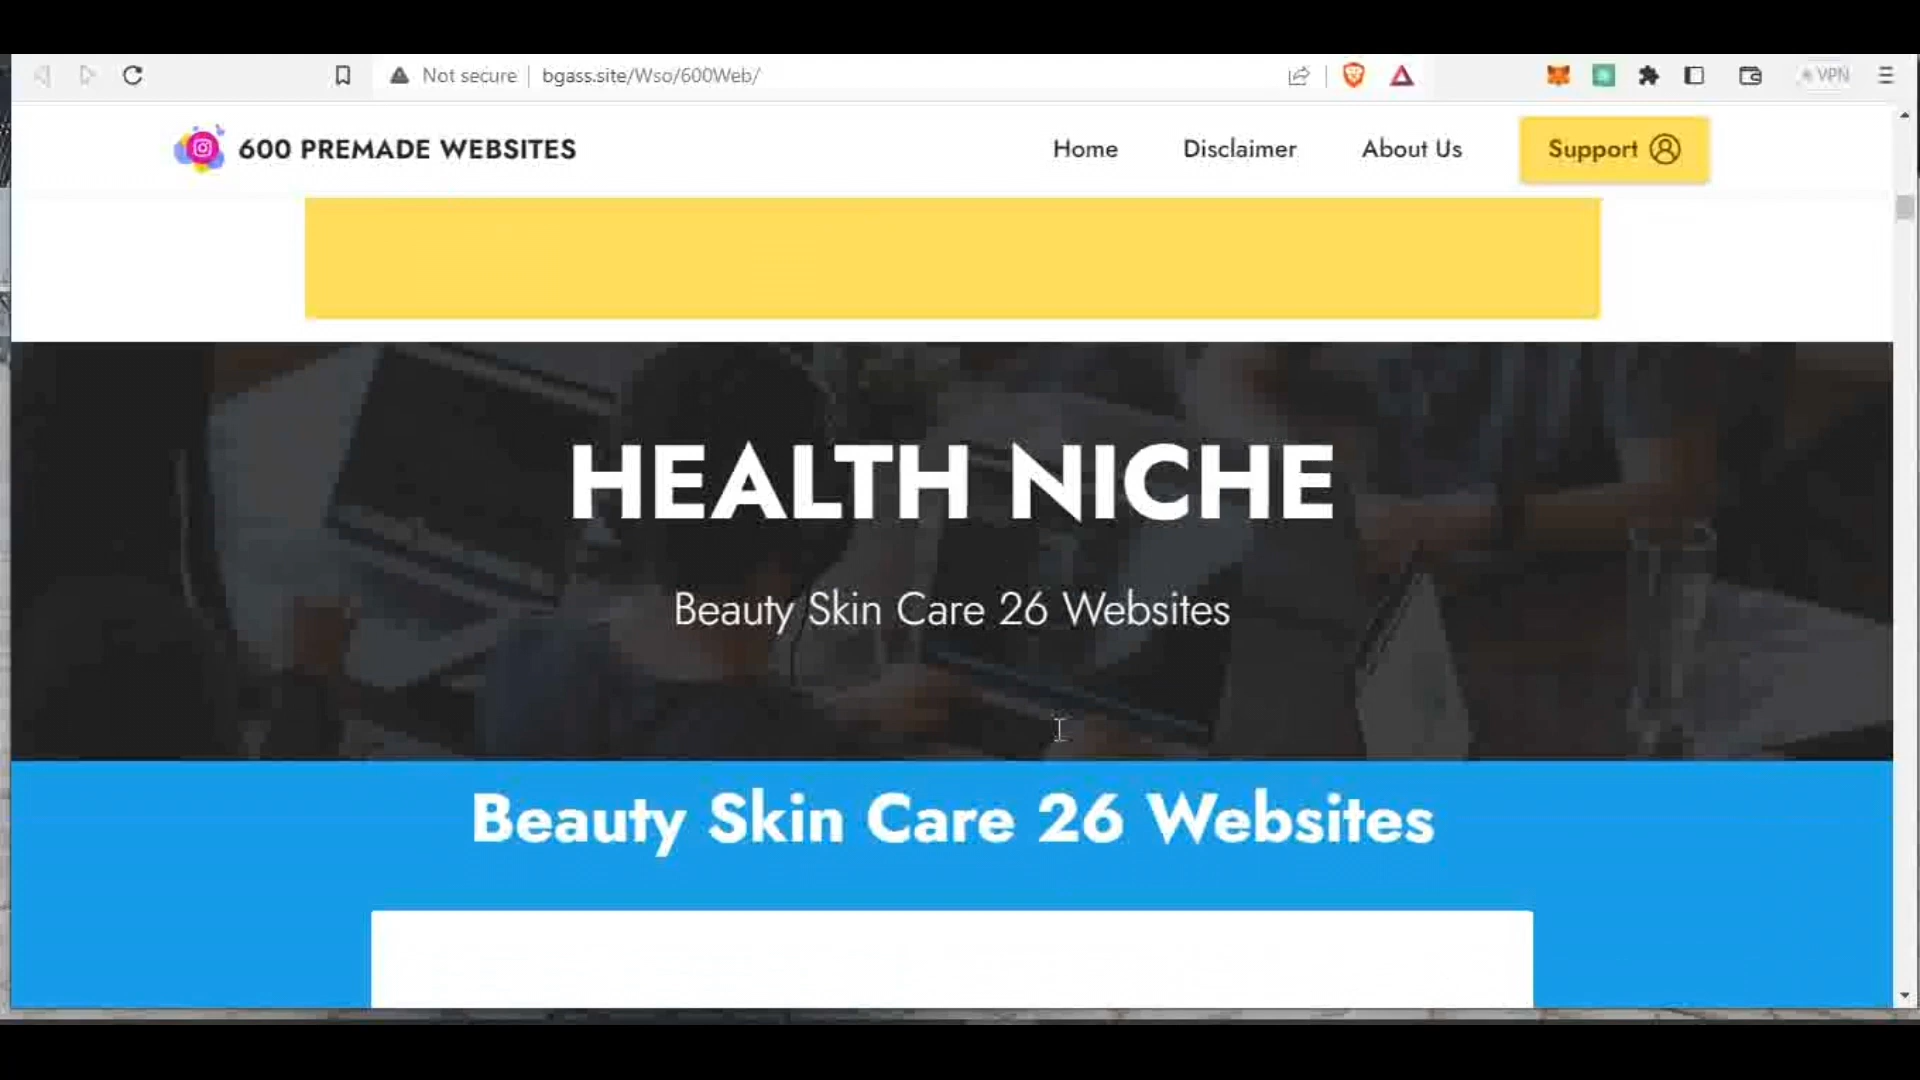 Not secure
bgass.site/Wso/600Web/
VPN
600 PREMADE WEBSITES
Home
Disclaimer
About Us
Support
HEALTH NICHE
Beauty Skin Care 26 Websites
Beauty Skin Care 26 Websites